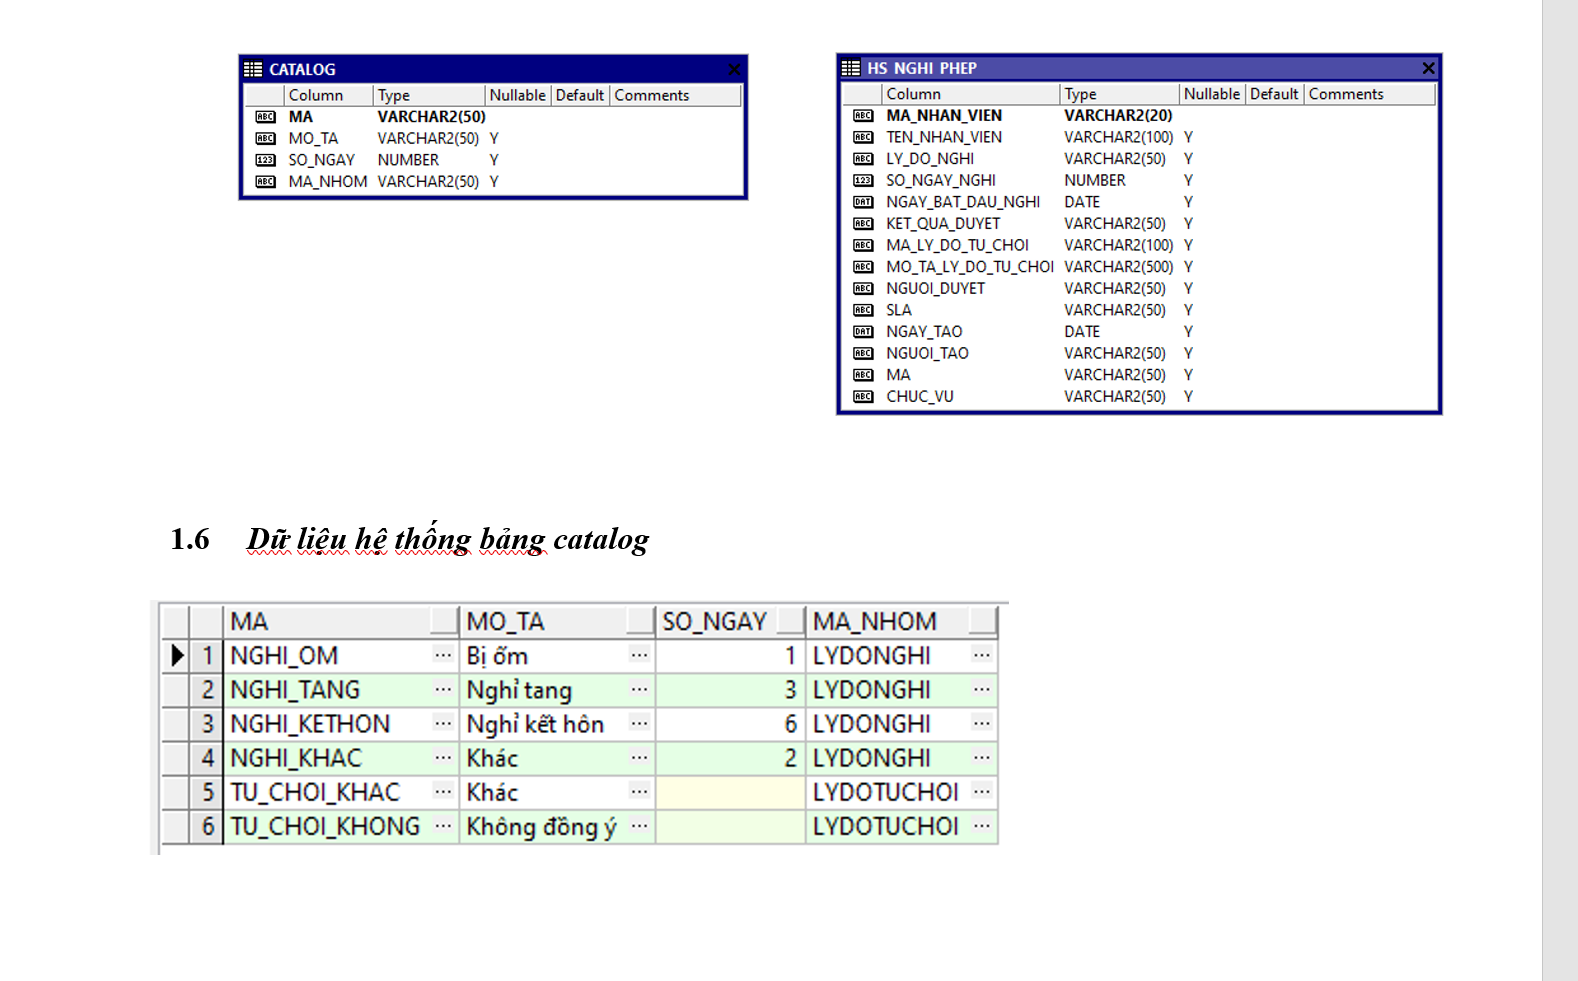 CATALOG
Column Type Nullable Default Comments
MA VARCHAR2(50)
MO_TA VARCHAR2(50) Y
SO_NGAY NUMBER Y
MA_NHOM VARCHAR2(50) Y
HS NGHI PHEP
Column Type Nullable Default Comments
MA_NHAN_VIEN VARCHAR2(20)
TEN_NHAN_VIEN VARCHAR2(100) Y
LY_DO_NGHI VARCHAR2(50) Y
SO_NGAY_NGHI NUMBER Y
NGAY_BAT_DAU_NGHI DATE Y
KET_QUA_DUYET VARCHAR2(50) Y
MA_LY_DO_TU_CHOI VARCHAR2(100) Y
MO_TA_LY_DO_TU_CHOI VARCHAR2(500) Y
NGUOI_DUYET VARCHAR2(50) Y
SLA VARCHAR2(50) Y
NGAY_TAO DATE Y
NGUOI_TAO VARCHAR2(50) Y
MA VARCHAR2(50) Y
CHUC_VU VARCHAR2(50) Y
1.6 Dữ liệu hệ thống bảng catalog
MA MO_TA SO_NGAY MA_NHOM
1 NGHI_OM ... Bị ốm ... 1 LYDONGHI ...
2 NGHI_TANG ... Nghỉ tang ... 3 LYDONGHI ...
3 NGHI_KETHON ... Nghỉ kết hôn ... 6 LYDONGHI ...
4 NGHI_KHAC ... Khác ... 2 LYDONGHI ...
5 TU_CHOI_KHAC ... Khác ... LYDOTUCHOI ...
6 TU_CHOI_KHONG ... Không đồng ý ... LYDOTUCHOI ...